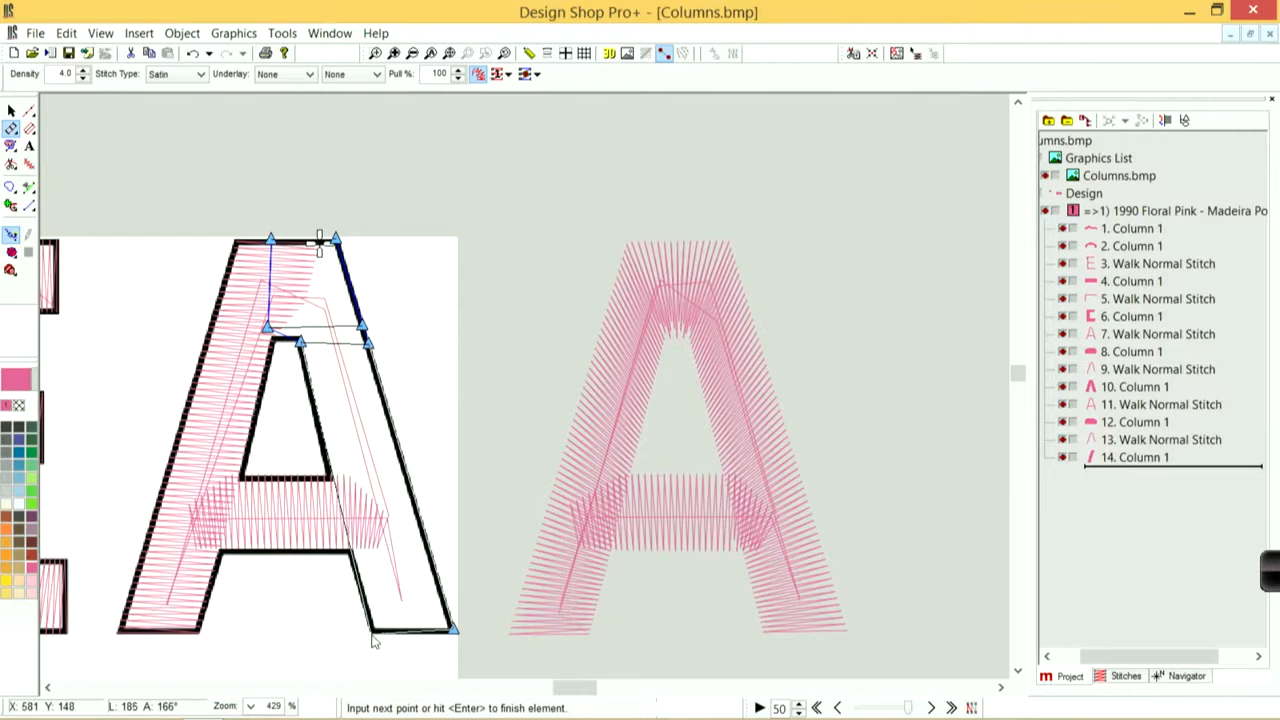 Design Shop Pro+ - [Columns.bmp]
File Edit View Insert Object Graphics Tools Window Help
3D
Density 4.0 Stitch Type: Satin Underlay: None None Pull %: 100
umns.bmp
Graphics List
Columns.bmp
Design
=>1) 1990 Floral Pink - Madeira Po
1. Column 1
2. Column 1
3. Walk Normal Stitch
4. Column 1
5. Walk Normal Stitch
6. Column 1
7. Walk Normal Stitch
8. Column 1
9. Walk Normal Stitch
10. Column 1
11. Walk Normal Stitch
12. Column 1
13. Walk Normal Stitch
14. Column 1
Project Stitches Navigator
X: 581 Y: 148 L: 185 A: 166° Zoom: 429 % Input next point or hit <Enter> to finish element. 50